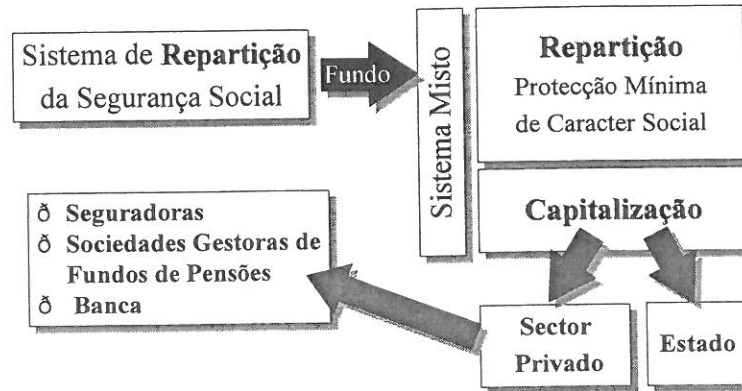 Sistema de Repartição
da Segurança Social
Fundo
Sistema Misto
Repartição
Protecção Mínima
de Caracter Social
Capitalização
ð Seguradoras
ð Sociedades Gestoras de
Fundos de Pensões
ð Banca
Sector
Privado
Estado